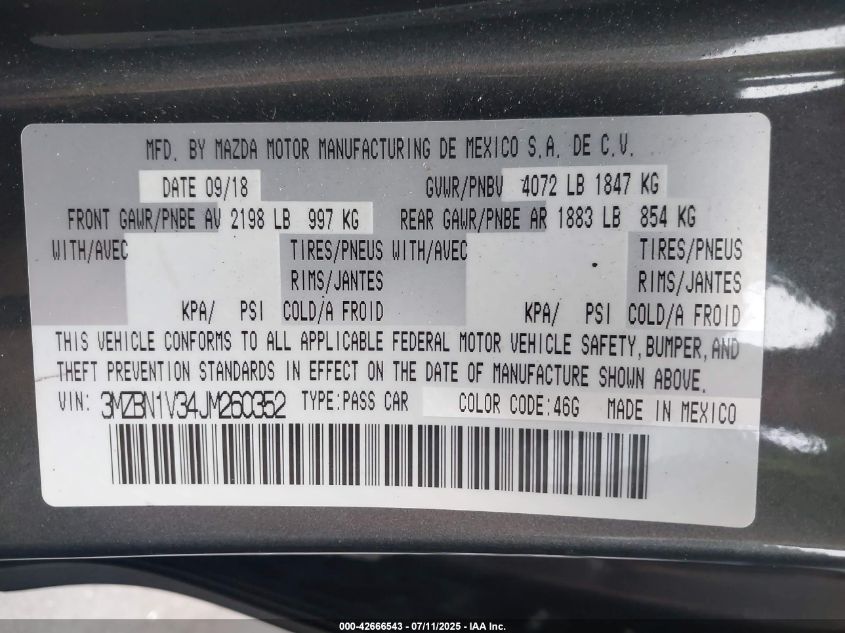 MFD. BY MAZDA MOTOR MANUFACTURING DE MEXICO S.A. DE C.V.
DATE 09/18 GVWR/PNBV 4072 LB 1847 KG
FRONT GAWR/PNBE AV 2198 LB 997 KG REAR GAWR/PNBE AR 1883 LB 854 KG
WITH/AVEC TIRES/PNEUS WITH/AVEC TIRES/PNEUS
RIMS/JANTES RIMS/JANTES
KPA/ PSI COLD/A FROID KPA/ PSI COLD/A FROID
THIS VEHICLE CONFORMS TO ALL APPLICABLE FEDERAL MOTOR VEHICLE SAFETY, BUMPER, AND
THEFT PREVENTION STANDARDS IN EFFECT ON THE DATE OF MANUFACTURE SHOWN ABOVE.
VIN: 3MZBN1V34JM260352 TYPE:PASS CAR COLOR CODE:46G MADE IN MEXICO
000-42666543 - 07/11/2025 - IAA Inc.